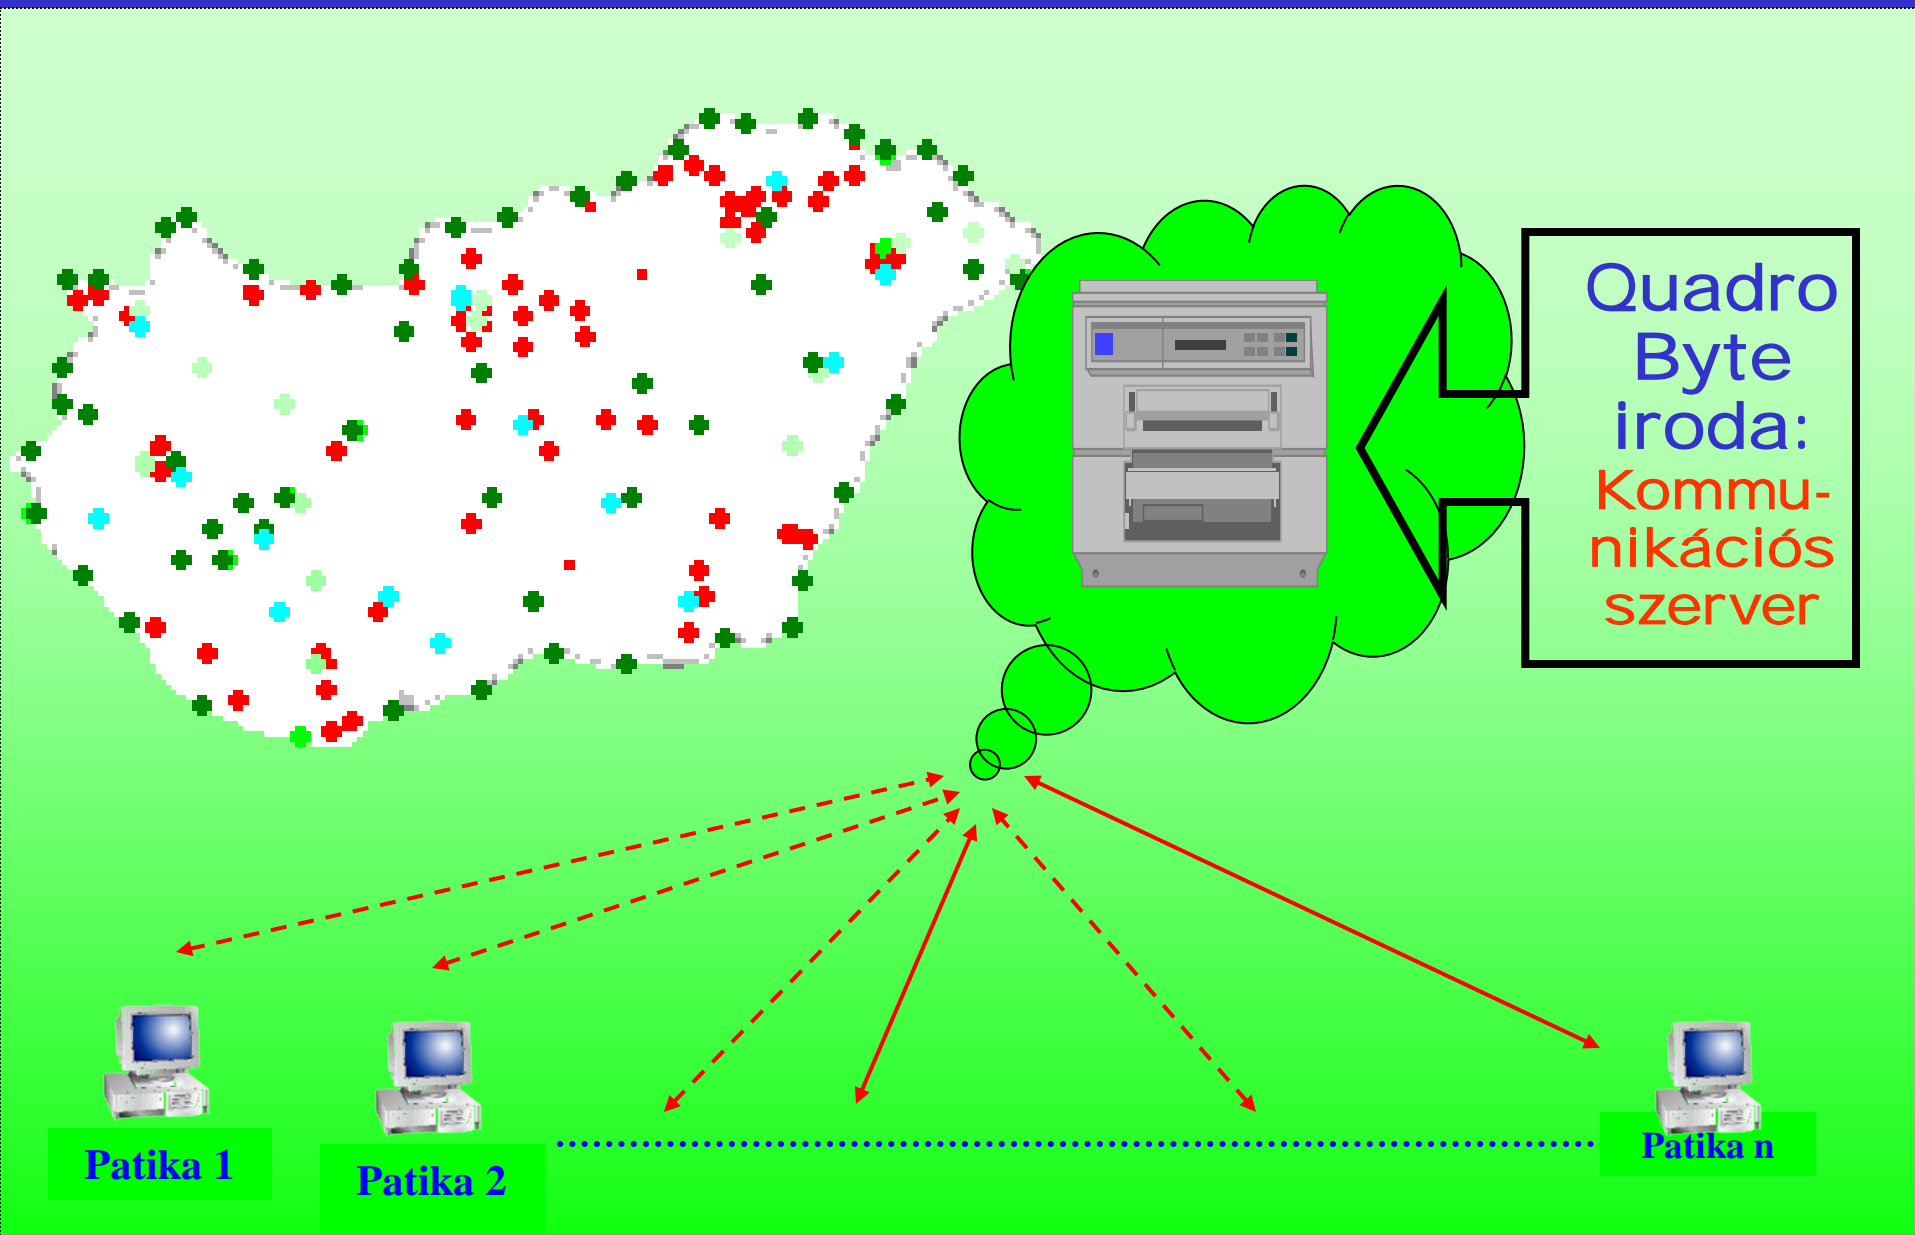 Quadro
Byte
iroda:
Kommu-
nikációs
szerver
Patika 1
Patika 2
Patika n